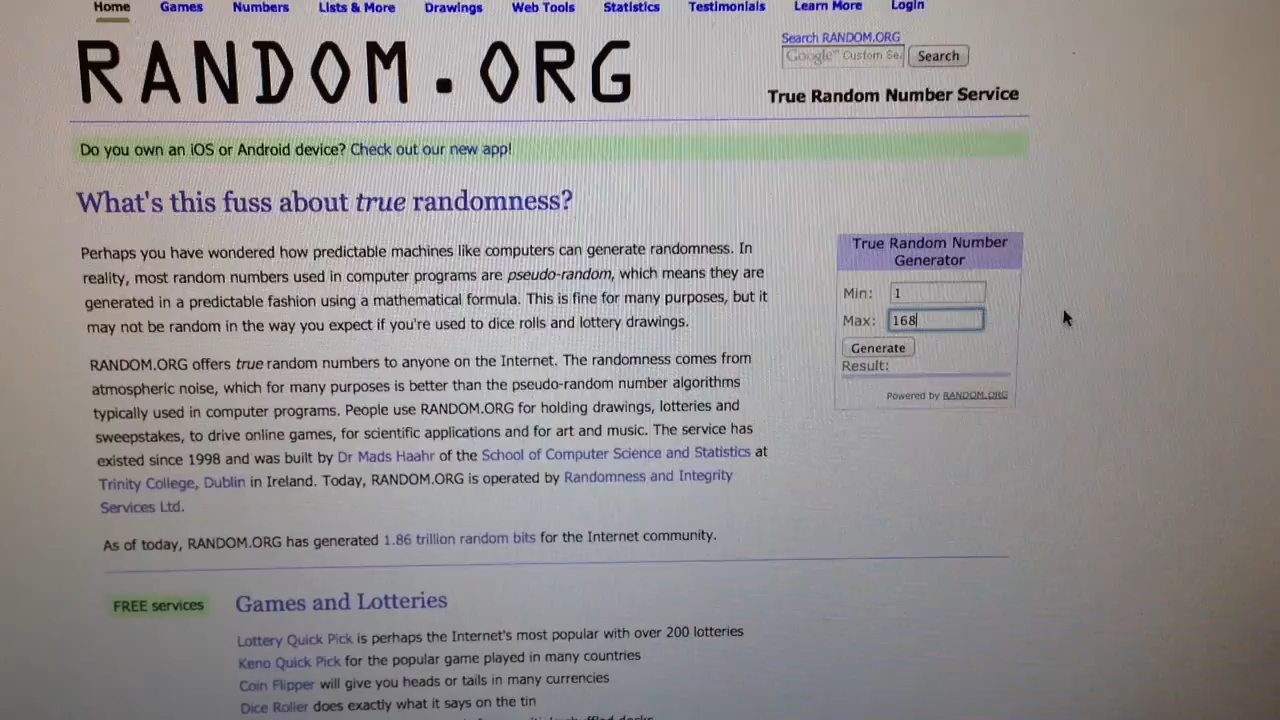 Home Games Numbers Lists & More Drawings Web Tools Statistics Testimonials Learn More Login
RANDOM.ORG
Search RANDOM.ORG
Google™ Custom Sea Search
True Random Number Service
Do you own an iOS or Android device? Check out our new app!
What's this fuss about true randomness?
Perhaps you have wondered how predictable machines like computers can generate randomness. In
reality, most random numbers used in computer programs are pseudo-random, which means they are
generated in a predictable fashion using a mathematical formula. This is fine for many purposes, but it
may not be random in the way you expect if you're used to dice rolls and lottery drawings.
RANDOM.ORG offers true random numbers to anyone on the Internet. The randomness comes from
atmospheric noise, which for many purposes is better than the pseudo-random number algorithms
typically used in computer programs. People use RANDOM.ORG for holding drawings, lotteries and
sweepstakes, to drive online games, for scientific applications and for art and music. The service has
existed since 1998 and was built by Dr Mads Haahr of the School of Computer Science and Statistics at
Trinity College, Dublin in Ireland. Today, RANDOM.ORG is operated by Randomness and Integrity
Services Ltd.
As of today, RANDOM.ORG has generated 1.86 trillion random bits for the Internet community.
True Random Number
Generator
Min: 1
Max: 168
Generate
Result:
Powered by RANDOM.ORG
FREE services
Games and Lotteries
Lottery Quick Pick is perhaps the Internet's most popular with over 200 lotteries
Keno Quick Pick for the popular game played in many countries
Coin Flipper will give you heads or tails in many currencies
Dice Roller does exactly what it says on the tin